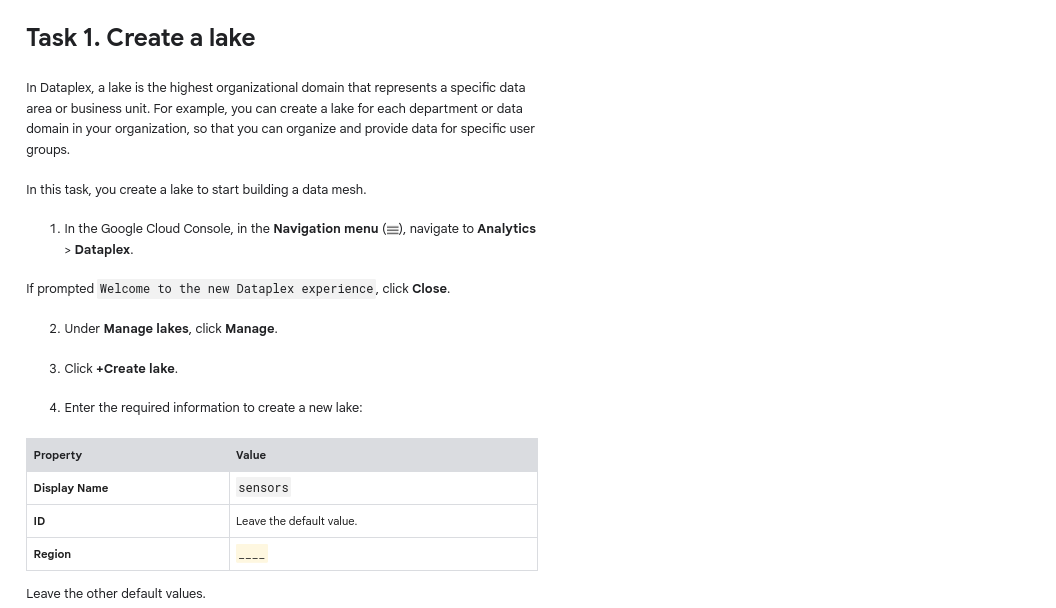 Task 1. Create a lake
In Dataplex, a lake is the highest organizational domain that represents a specific data
area or business unit. For example, you can create a lake for each department or data
domain in your organization, so that you can organize and provide data for specific user
groups.
In this task, you create a lake to start building a data mesh.
1. In the Google Cloud Console, in the Navigation menu (), navigate to Analytics
> Dataplex.
If prompted Welcome to the new Dataplex experience, click Close.
2. Under Manage lakes, click Manage.
3. Click +Create lake.
4. Enter the required information to create a new lake:
Property Value
Display Name sensors
ID Leave the default value.
Region ____
Leave the other default values.